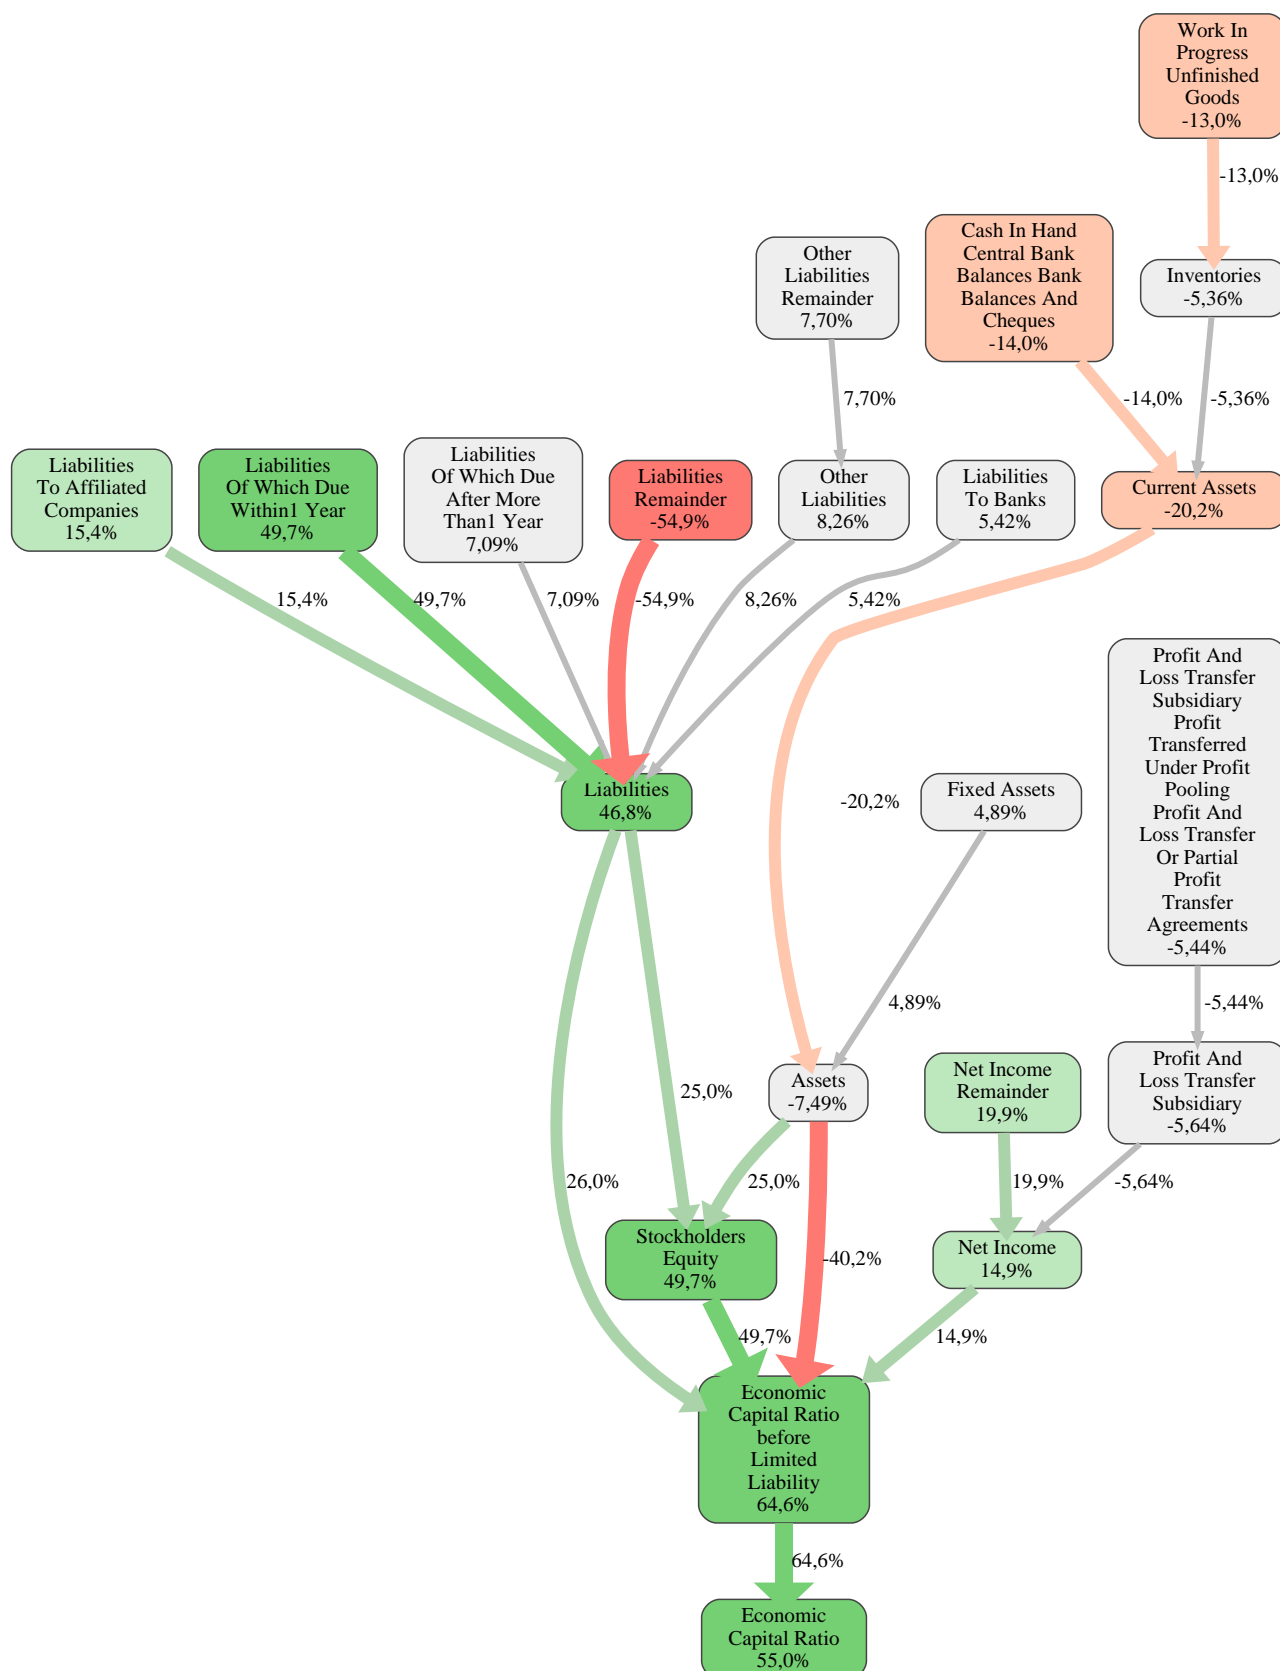 Work In
Progress
Unfinished
Goods
-13,0%
-13,0%
Cash In Hand
Central Bank
Balances Bank
Balances And
Cheques
-14,0%
Other
Liabilities
Remainder
7,70%
Inventories
-5,36%
7,70%
-14,0%
-5,36%
Liabilities
To Affiliated
Companies
15,4%
Liabilities
Of Which Due
Within1 Year
49,7%
Liabilities
Of Which Due
After More
Than1 Year
7,09%
Liabilities
Remainder
-54,9%
Other
Liabilities
8,26%
Liabilities
To Banks
5,42%
Current Assets
-20,2%
15,4%
49,7%
7,09%
-54,9%
8,26%
5,42%
Profit And
Loss Transfer
Subsidiary
Profit
Transferred
Under Profit
Pooling
Profit And
Loss Transfer
Or Partial
Profit
Transfer
Agreements
-5,44%
Liabilities
46,8%
-20,2%
Fixed Assets
4,89%
4,89%
-5,44%
Assets
-7,49%
Net Income
Remainder
19,9%
Profit And
Loss Transfer
Subsidiary
-5,64%
25,0%
26,0%
25,0%
19,9%
-5,64%
Stockholders
Equity
49,7%
-40,2%
Net Income
14,9%
49,7%
14,9%
Economic
Capital Ratio
before
Limited
Liability
64,6%
64,6%
Economic
Capital Ratio
55,0%